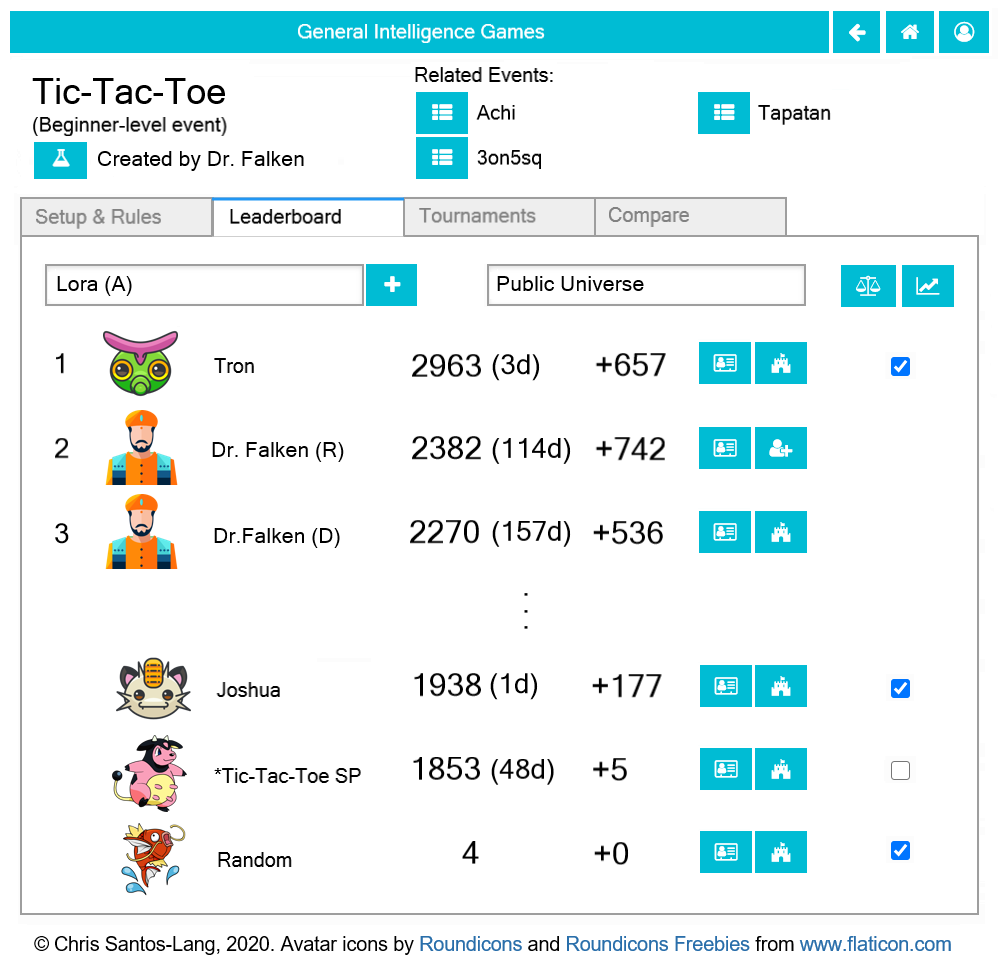 General Intelligence Games
Tic-Tac-Toe
(Beginner-level event)
Created by Dr. Falken
Related Events:
Achi
Tapatan
3on5sq
Setup & Rules
Leaderboard
Tournaments
Compare
Lora (A)
Public Universe
1 Tron 2963 (3d) +657
2 Dr. Falken (R) 2382 (114d) +742
3 Dr.Falken (D) 2270 (157d) +536
Joshua 1938 (1d) +177
*Tic-Tac-Toe SP 1853 (48d) +5
Random 4 +0
© Chris Santos-Lang, 2020. Avatar icons by Roundicons and Roundicons Freebies from www.flaticon.com